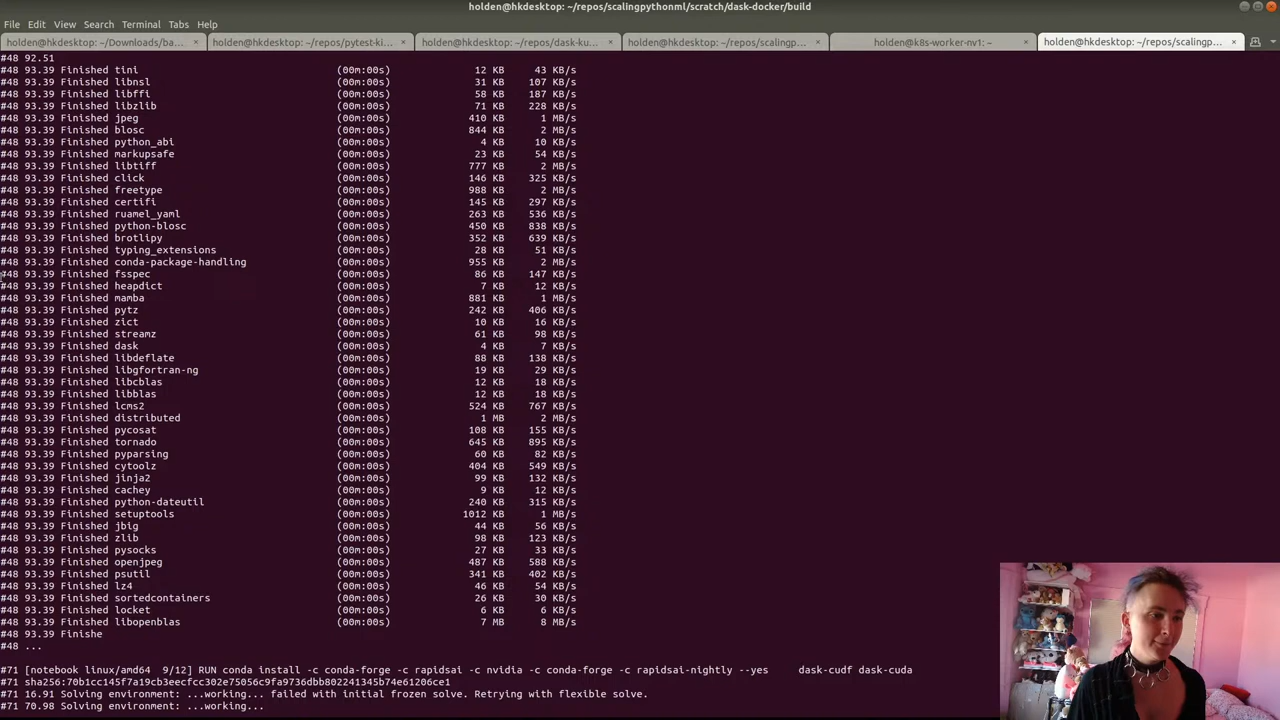 holden@hkdesktop: ~/repos/scalingpythonml/scratch/dask-docker/build
File Edit View Search Terminal Tabs Help
holden@hkdesktop: ~/Downloads/ba... × holden@hkdesktop: ~/repos/pytest-ki... × holden@hkdesktop: ~/repos/dask-ku... × holden@hkdesktop: ~/repos/scalingp... × holden@k8s-worker-nv1: ~ × holden@hkdesktop: ~/repos/scalingp... ×
#48 92.51
#48 93.39 Finished tini (00m:00s) 12 KB 43 KB/s
#48 93.39 Finished libnsl (00m:00s) 31 KB 107 KB/s
#48 93.39 Finished libffi (00m:00s) 58 KB 187 KB/s
#48 93.39 Finished libzlib (00m:00s) 71 KB 228 KB/s
#48 93.39 Finished jpeg (00m:00s) 410 KB 1 MB/s
#48 93.39 Finished blosc (00m:00s) 844 KB 2 MB/s
#48 93.39 Finished python_abi (00m:00s) 4 KB 10 KB/s
#48 93.39 Finished markupsafe (00m:00s) 23 KB 54 KB/s
#48 93.39 Finished libtiff (00m:00s) 777 KB 2 MB/s
#48 93.39 Finished click (00m:00s) 146 KB 325 KB/s
#48 93.39 Finished freetype (00m:00s) 988 KB 2 MB/s
#48 93.39 Finished certifi (00m:00s) 145 KB 297 KB/s
#48 93.39 Finished ruamel_yaml (00m:00s) 263 KB 536 KB/s
#48 93.39 Finished python-blosc (00m:00s) 450 KB 838 KB/s
#48 93.39 Finished brotlipy (00m:00s) 352 KB 639 KB/s
#48 93.39 Finished typing_extensions (00m:00s) 28 KB 51 KB/s
#48 93.39 Finished conda-package-handling (00m:00s) 955 KB 2 MB/s
#48 93.39 Finished fsspec (00m:00s) 86 KB 147 KB/s
#48 93.39 Finished heapdict (00m:00s) 7 KB 12 KB/s
#48 93.39 Finished mamba (00m:00s) 881 KB 1 MB/s
#48 93.39 Finished pytz (00m:00s) 242 KB 406 KB/s
#48 93.39 Finished zict (00m:00s) 10 KB 16 KB/s
#48 93.39 Finished streamz (00m:00s) 61 KB 98 KB/s
#48 93.39 Finished dask (00m:00s) 4 KB 7 KB/s
#48 93.39 Finished libdeflate (00m:00s) 88 KB 138 KB/s
#48 93.39 Finished libgfortran-ng (00m:00s) 19 KB 29 KB/s
#48 93.39 Finished libcblas (00m:00s) 12 KB 18 KB/s
#48 93.39 Finished libblas (00m:00s) 12 KB 18 KB/s
#48 93.39 Finished lcms2 (00m:00s) 524 KB 767 KB/s
#48 93.39 Finished distributed (00m:00s) 1 MB 2 MB/s
#48 93.39 Finished pycosat (00m:00s) 108 KB 155 KB/s
#48 93.39 Finished tornado (00m:00s) 645 KB 895 KB/s
#48 93.39 Finished pyparsing (00m:00s) 60 KB 82 KB/s
#48 93.39 Finished cytoolz (00m:00s) 404 KB 549 KB/s
#48 93.39 Finished jinja2 (00m:00s) 99 KB 132 KB/s
#48 93.39 Finished cachey (00m:00s) 9 KB 12 KB/s
#48 93.39 Finished python-dateutil (00m:00s) 240 KB 315 KB/s
#48 93.39 Finished setuptools (00m:00s) 1012 KB 1 MB/s
#48 93.39 Finished jbig (00m:00s) 44 KB 56 KB/s
#48 93.39 Finished zlib (00m:00s) 98 KB 123 KB/s
#48 93.39 Finished pysocks (00m:00s) 27 KB 33 KB/s
#48 93.39 Finished openjpeg (00m:00s) 487 KB 588 KB/s
#48 93.39 Finished psutil (00m:00s) 341 KB 402 KB/s
#48 93.39 Finished lz4 (00m:00s) 46 KB 54 KB/s
#48 93.39 Finished sortedcontainers (00m:00s) 26 KB 30 KB/s
#48 93.39 Finished locket (00m:00s) 6 KB 6 KB/s
#48 93.39 Finished libopenblas (00m:00s) 7 MB 8 MB/s
#48 93.39 Finishe
#48 ...
#71 [notebook linux/amd64 9/12] RUN conda install -c conda-forge -c rapidsai -c nvidia -c conda-forge -c rapidsai-nightly --yes dask-cudf dask-cuda
#71 sha256:70b1cc145f7a19cb3eecfcc302e75056c9fa9736dbb802241345b74e61206ce1
#71 16.91 Solving environment: ...working... failed with initial frozen solve. Retrying with flexible solve.
#71 70.98 Solving environment: ...working...